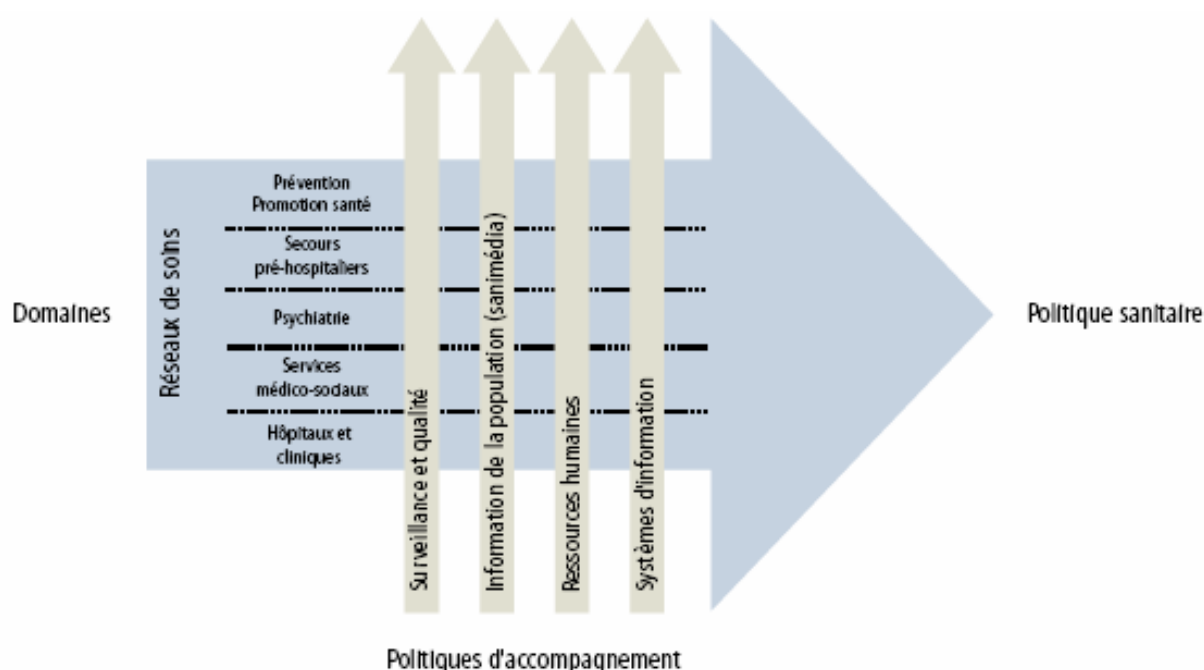 Domaines
Réseaux de soins
Prévention
Promotion santé
Secours
pré-hospitaliers
Psychiatrie
Services
médico-sociaux
Hôpitaux et
cliniques
Surveillance et qualité
Information de la population (sanimédia)
Ressources humaines
Systèmes d'information
Politique sanitaire
Politiques d'accompagnement